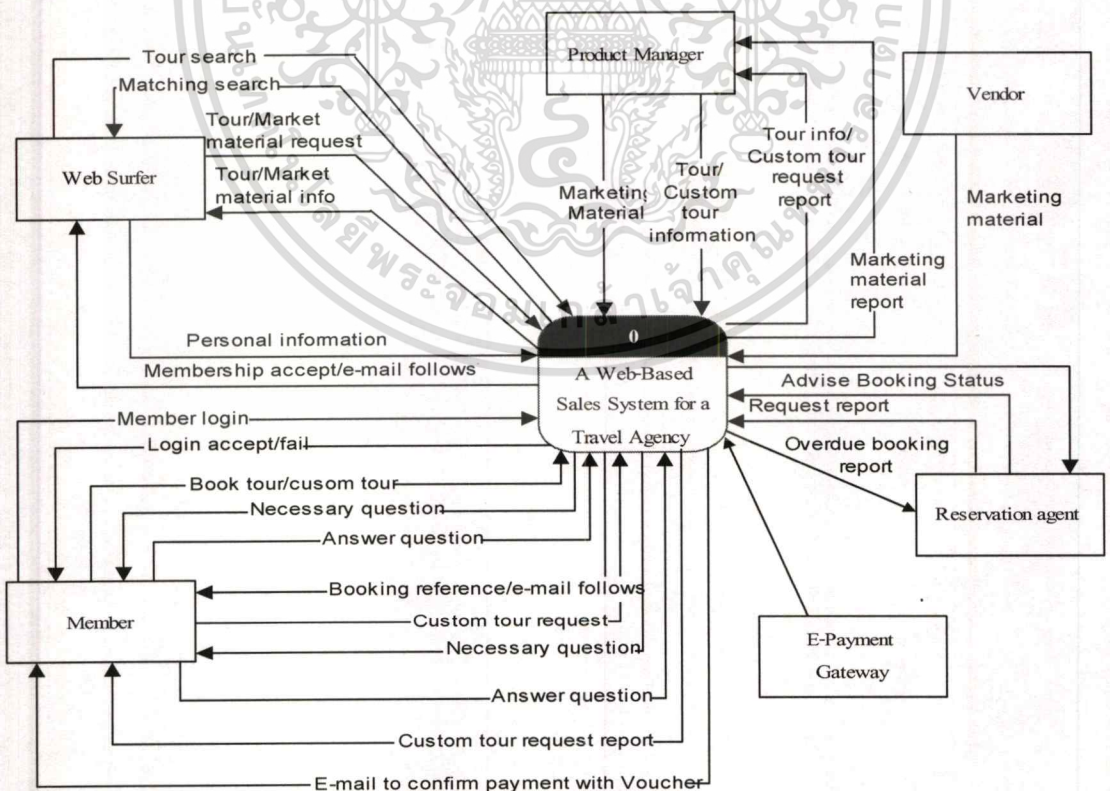 Tour search
Matching search
Tour/Market
material request
Tour/Market
material info
Web Surfer
Product Manager
Vendor
Marketing
Material
Tour/
Custom
tour
information
Tour info/
Custom tour
request
report
Marketing
material
report
Marketing
material
Personal information
Membership accept/e-mail follows
0
A Web-Based
Sales System for a
Travel Agency
Advise Booking Status
Request report
Overdue booking
report
Reservation agent
E-Payment
Gateway
Member login
Login accept/fail
Book tour/cusom tour
Necessary question
Answer question
Booking reference/e-mail follows
Custom tour request
Necessary question
Answer question
Custom tour request report
E-mail to confirm payment with Voucher
Member